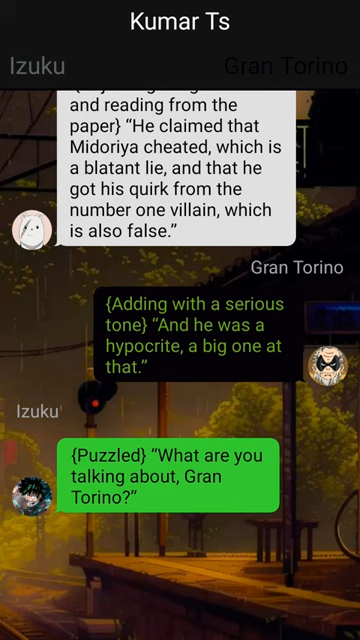 Kumar Ts
Izuku
Gran Torino
and reading from the
paper} “He claimed that
Midoriya cheated, which is
a blatant lie, and that he
got his quirk from the
number one villain, which
is also false.”
Gran Torino
{Adding with a serious
tone} “And he was a
hypocrite, a big one at
that.”
Izuku
{Puzzled} “What are you
talking about, Gran
Torino?“